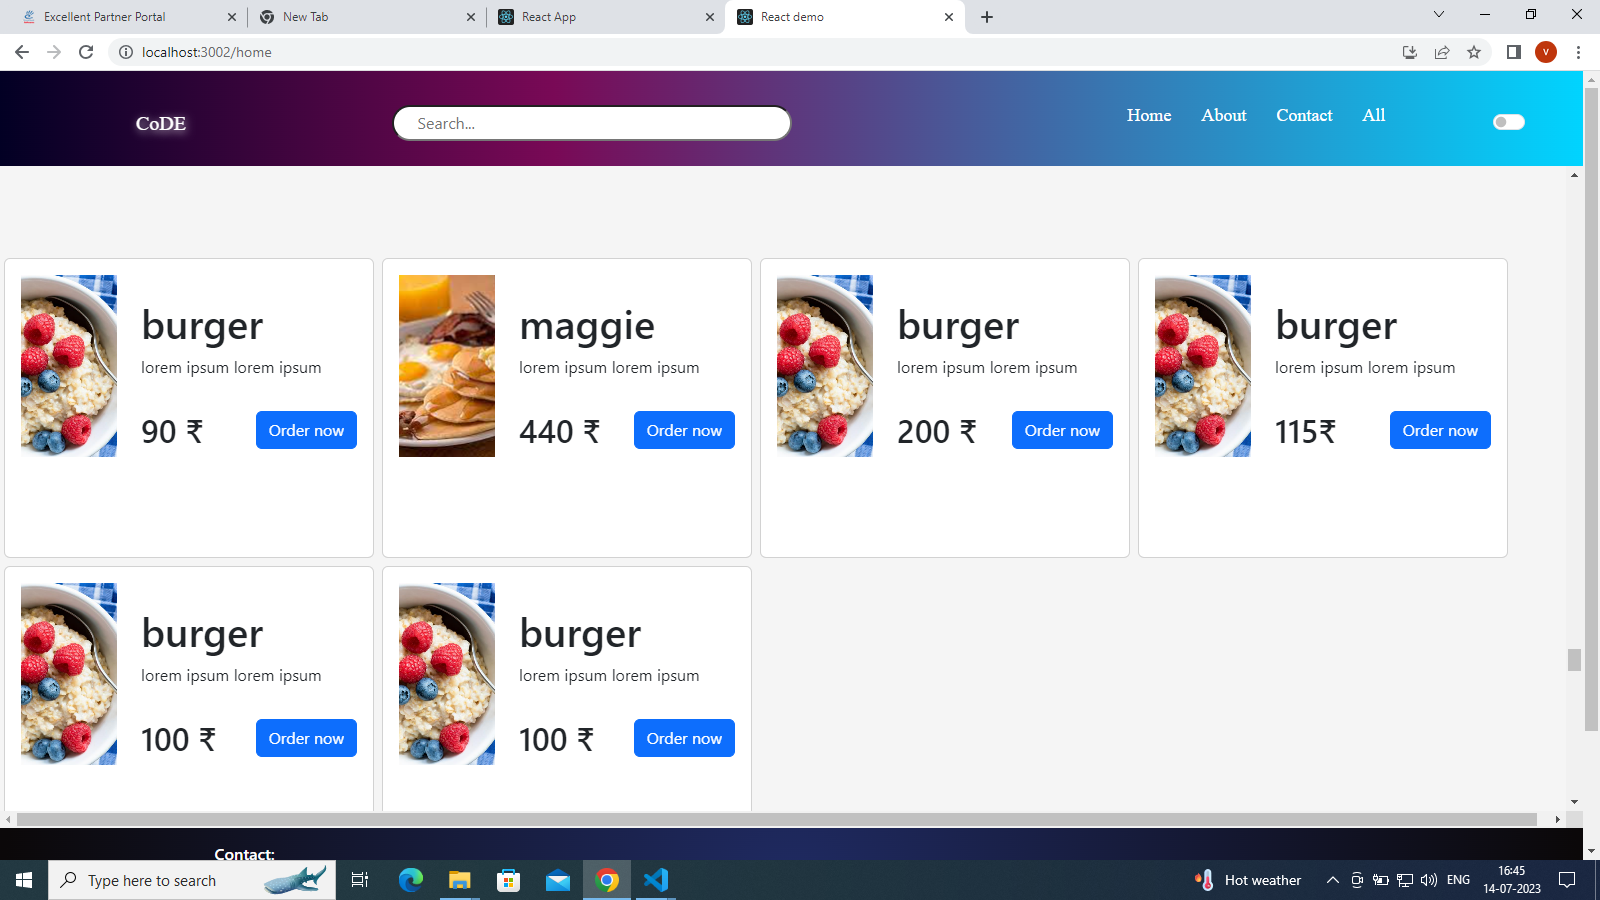 Excellent Partner Portal
New Tab
React App
React demo
localhost:3002/home
V
CoDE
Search...
Home
About
Contact
All
burger
lorem ipsum lorem ipsum
90 ₹
Order now
maggie
lorem ipsum lorem ipsum
440 ₹
Order now
burger
lorem ipsum lorem ipsum
200 ₹
Order now
burger
lorem ipsum lorem ipsum
115₹
Order now
burger
lorem ipsum lorem ipsum
100 ₹
Order now
burger
lorem ipsum lorem ipsum
100 ₹
Order now
Contact:
Type here to search
Hot weather
ENG
16:45
14-07-2023